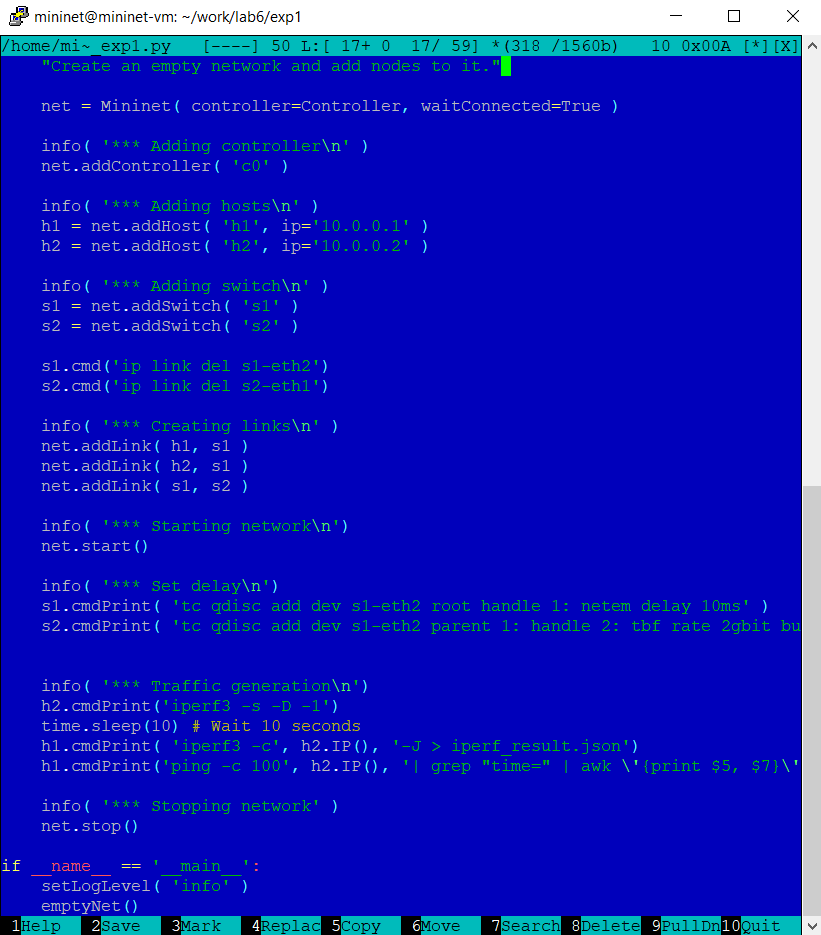 mininet@mininet-vm: ~/work/lab6/exp1
/home/mi~_exp1.py   [----] 50 L:[ 17+ 0  17/ 59] *(318 /1560b)   10 0x00A [*][X]
    "Create an empty network and add nodes to it."
    net = Mininet( controller=Controller, waitConnected=True )
    info( '*** Adding controller\n' )
    net.addController( 'c0' )
    info( '*** Adding hosts\n' )
    h1 = net.addHost( 'h1', ip='10.0.0.1' )
    h2 = net.addHost( 'h2', ip='10.0.0.2' )
    info( '*** Adding switch\n' )
    s1 = net.addSwitch( 's1' )
    s2 = net.addSwitch( 's2' )
    s1.cmd('ip link del s1-eth2')
    s2.cmd('ip link del s2-eth1')
    info( '*** Creating links\n' )
    net.addLink( h1, s1 )
    net.addLink( h2, s1 )
    net.addLink( s1, s2 )
    info( '*** Starting network\n')
    net.start()
    info( '*** Set delay\n')
    s1.cmdPrint( 'tc qdisc add dev s1-eth2 root handle 1: netem delay 10ms' )
    s2.cmdPrint( 'tc qdisc add dev s1-eth2 parent 1: handle 2: tbf rate 2gbit bu
    info( '*** Traffic generation\n')
    h2.cmdPrint('iperf3 -s -D -1')
    time.sleep(10) # Wait 10 seconds
    h1.cmdPrint( 'iperf3 -c', h2.IP(), '-J > iperf_result.json')
    h1.cmdPrint('ping -c 100', h2.IP(), '| grep "time=" | awk \'{print $5, $7}\'
    info( '*** Stopping network' )
    net.stop()
if __name__ == '__main__':
    setLogLevel( 'info' )
    emptyNet()
1Help 2Save 3Mark 4Replac 5Copy 6Move 7Search 8Delete 9PullDn 10Quit